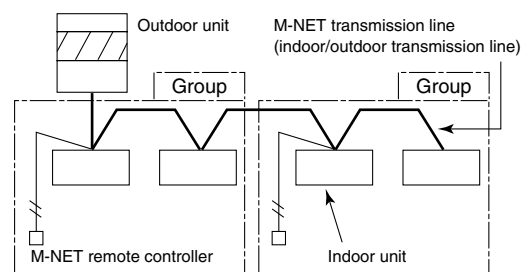 Outdoor unit
M-NET transmission line
(indoor/outdoor transmission line)
Group
Group
M-NET remote controller
Indoor unit